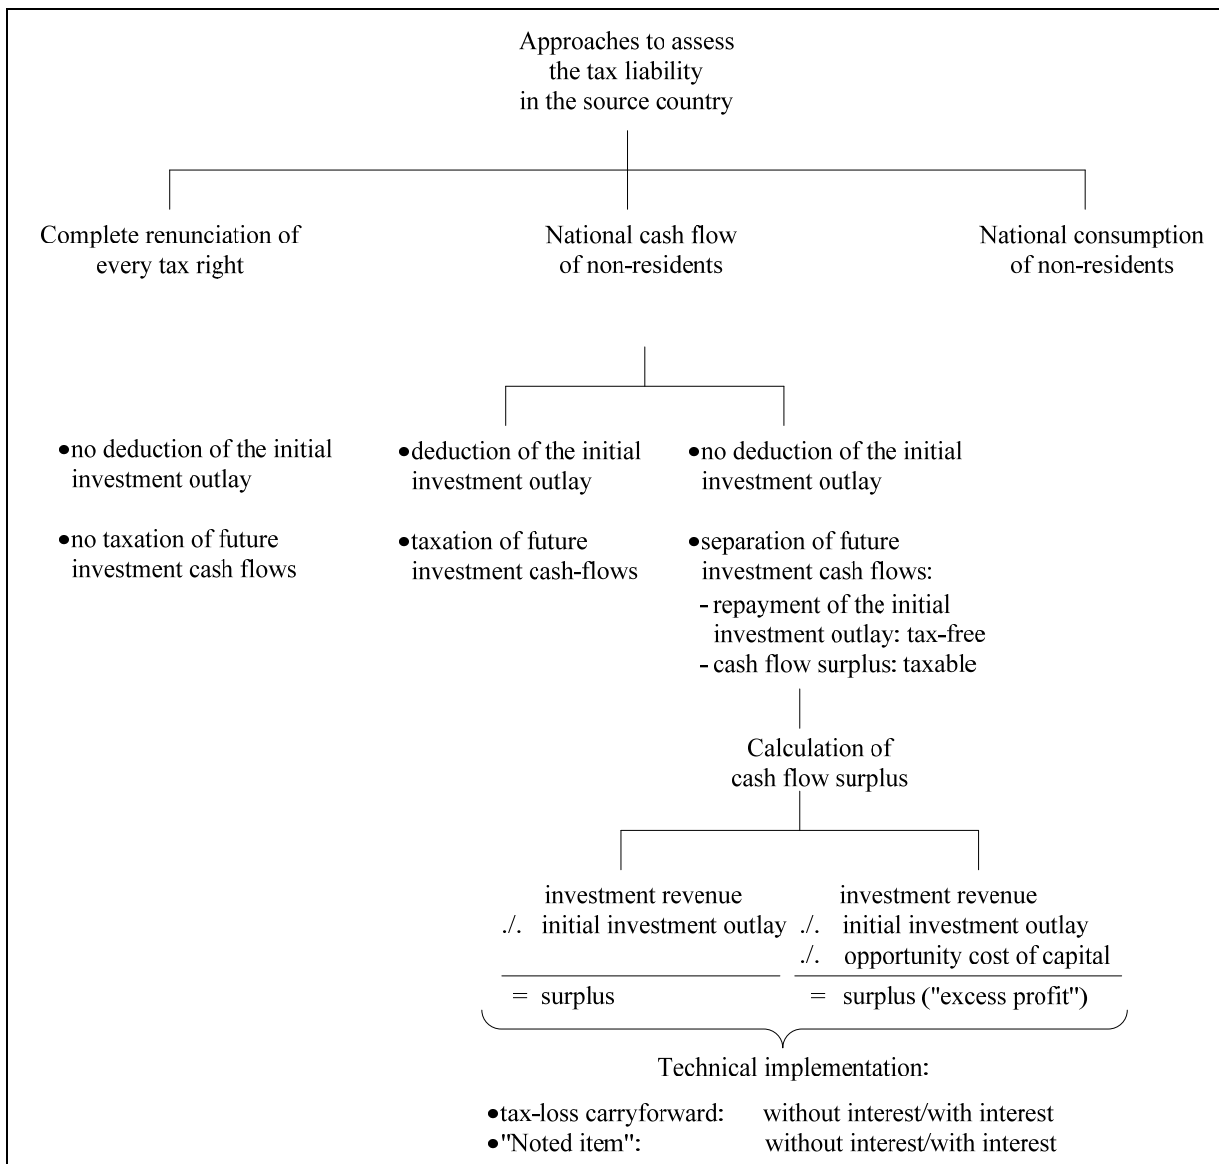 Approaches to assess
the tax liability
in the source country
Complete renunciation of
every tax right
National cash flow
of non-residents
National consumption
of non-residents
•no deduction of the initial
investment outlay
•no taxation of future
investment cash flows
•deduction of the initial
investment outlay
•taxation of future
investment cash-flows
•no deduction of the initial
investment outlay
•separation of future
investment cash flows:
- repayment of the initial
investment outlay: tax-free
- cash flow surplus: taxable
Calculation of
cash flow surplus
investment revenue
./. initial investment outlay
= surplus
investment revenue
./. initial investment outlay
./. opportunity cost of capital
= surplus ("excess profit")
Technical implementation:
•tax-loss carryforward: without interest/with interest
•"Noted item": without interest/with interest